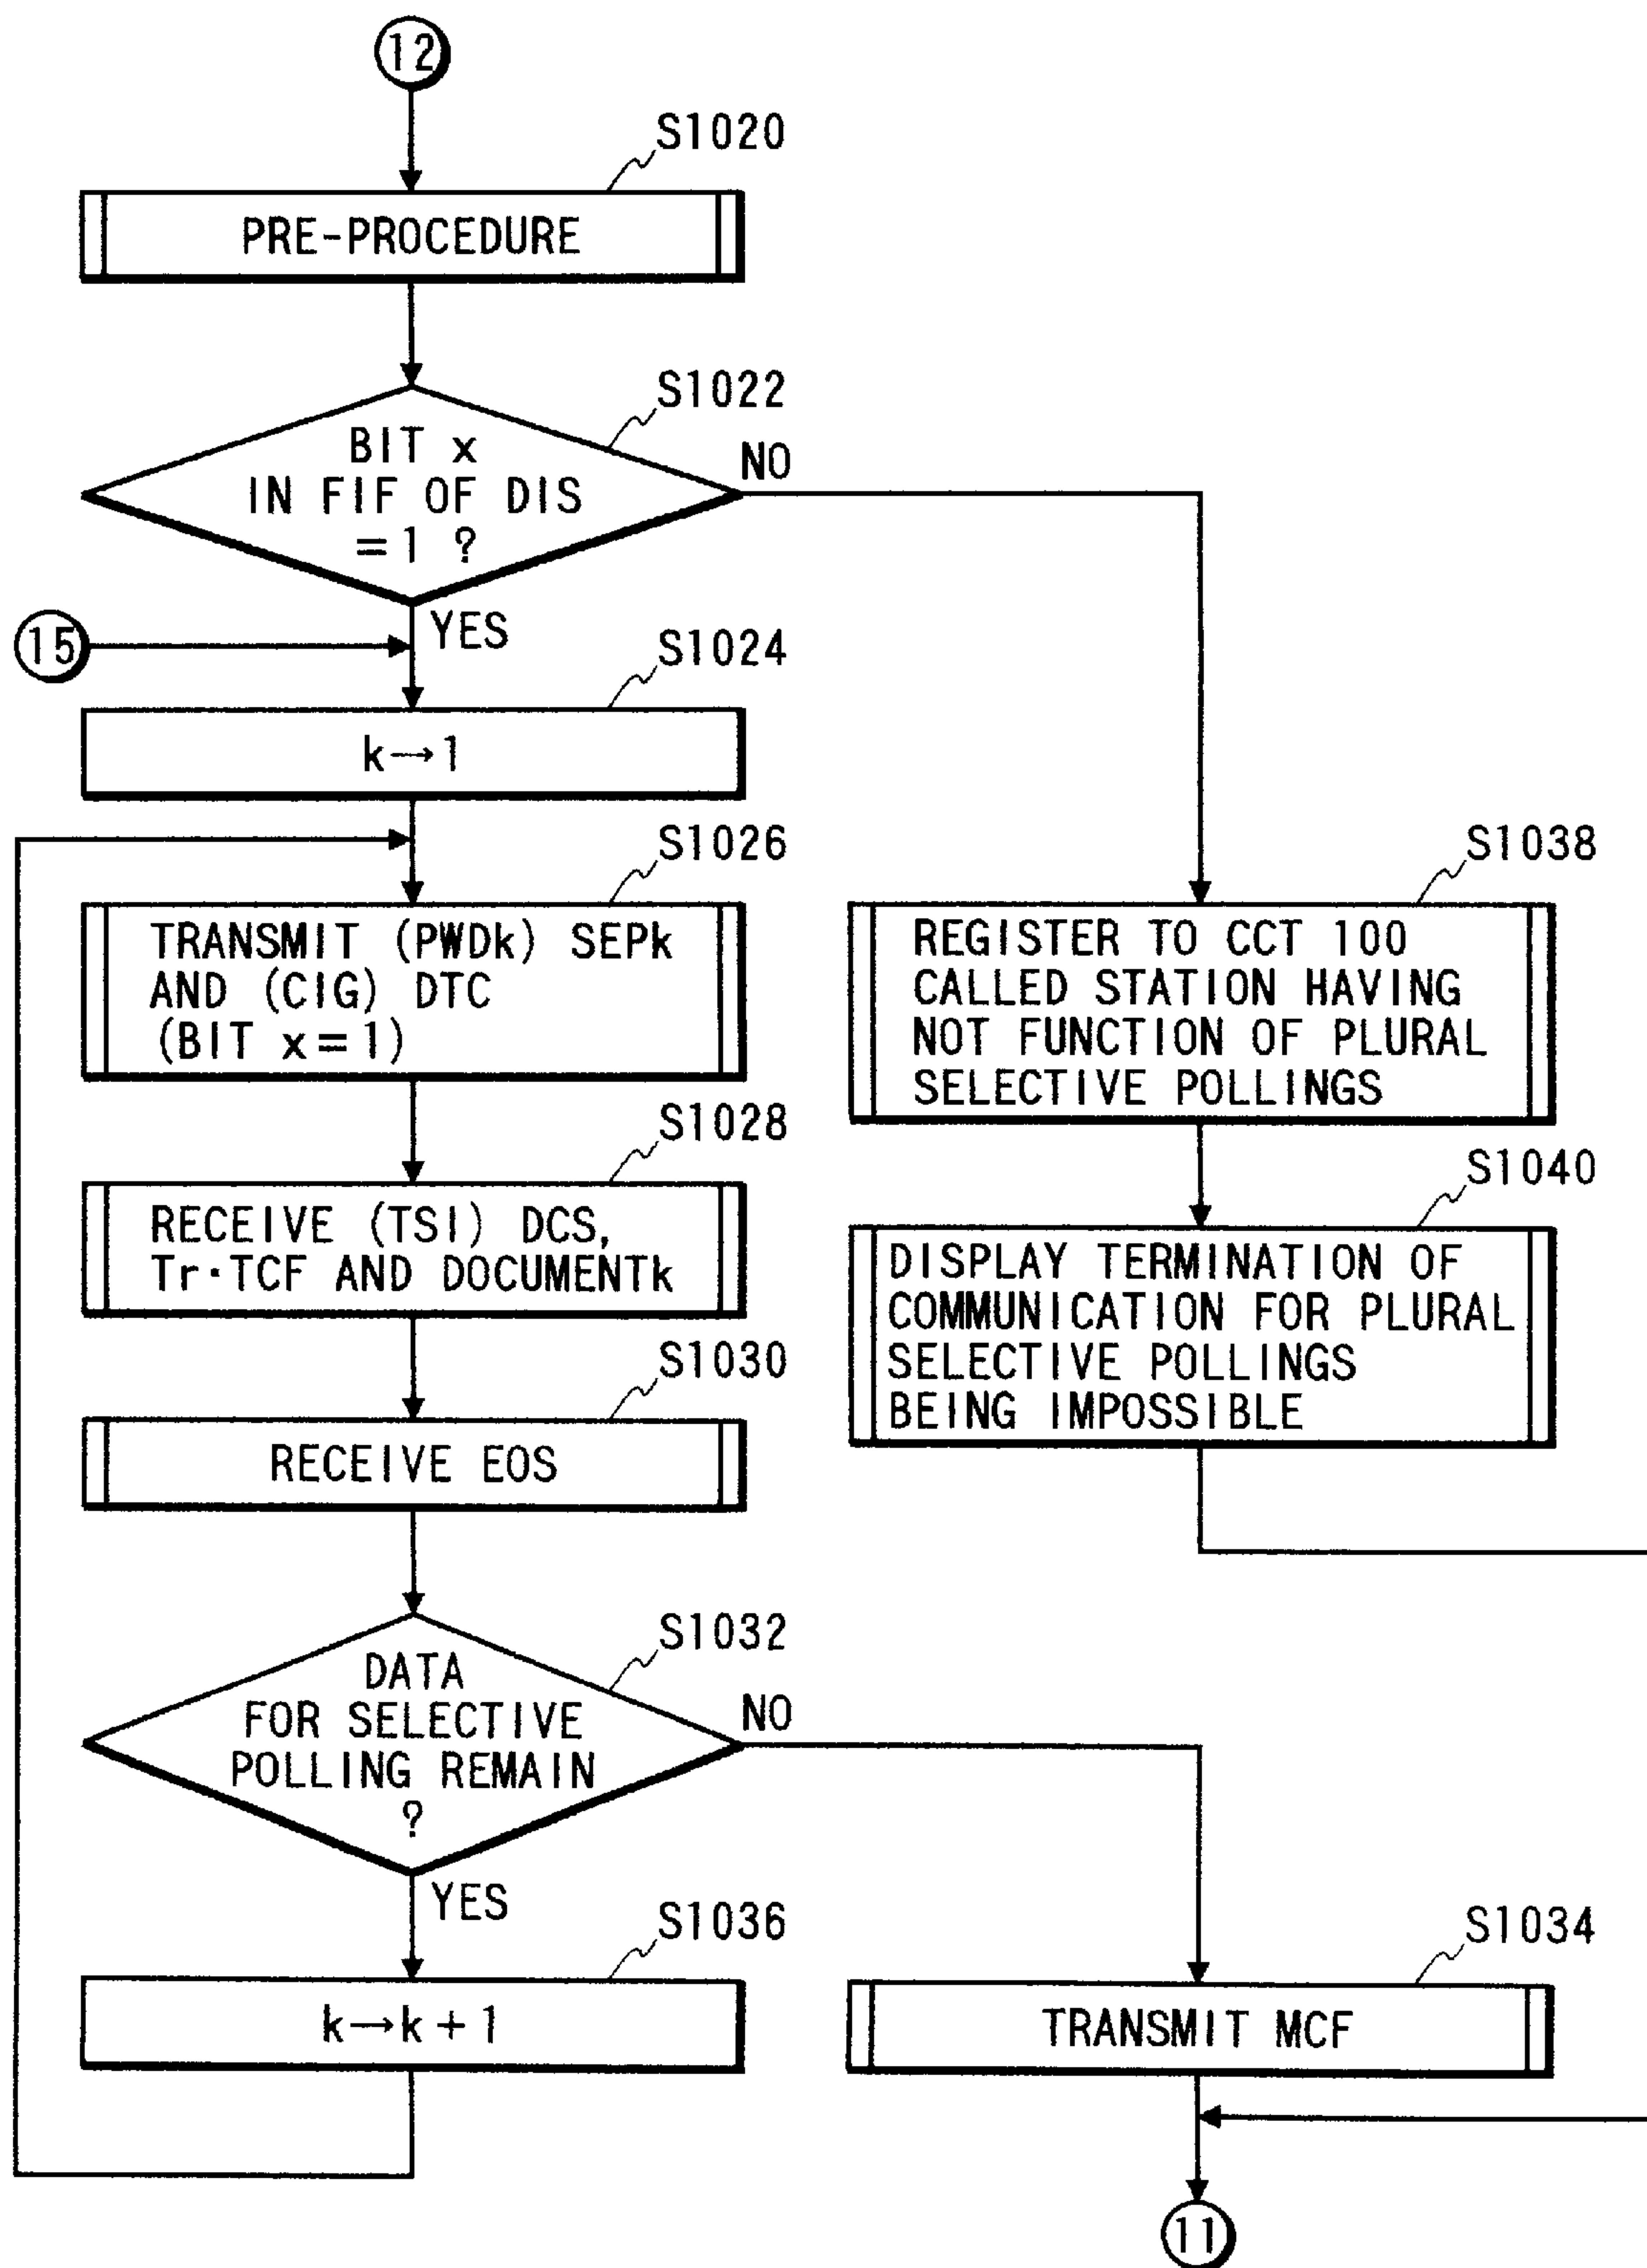 12
S1020
PRE-PROCEDURE
S1022
BIT x
IN FIF OF DIS
=1 ?
NO
YES
15
S1024
k→1
S1026
TRANSMIT (PWDk) SEPk
AND (CIG) DTC
(BIT x=1)
S1028
RECEIVE (TSI) DCS,
Tr·TCF AND DOCUMENTk
S1030
RECEIVE EOS
S1032
DATA
FOR SELECTIVE
POLLING REMAIN
?
NO
YES
S1036
k→k+1
S1038
REGISTER TO CCT 100
CALLED STATION HAVING
NOT FUNCTION OF PLURAL
SELECTIVE POLLINGS
S1040
DISPLAY TERMINATION OF
COMMUNICATION FOR PLURAL
SELECTIVE POLLINGS
BEING IMPOSSIBLE
S1034
TRANSMIT MCF
11